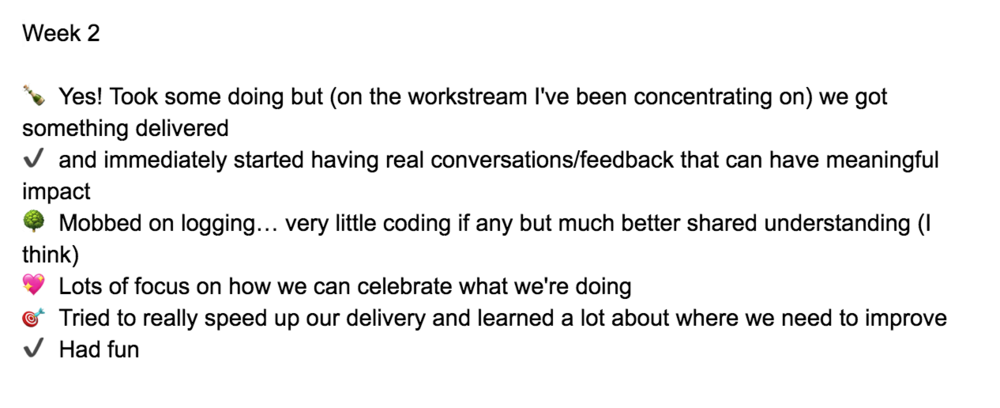 Week 2
🍾 Yes! Took some doing but (on the workstream I've been concentrating on) we got
something delivered
✔ and immediately started having real conversations/feedback that can have meaningful
impact
🌳 Mobbed on logging… very little coding if any but much better shared understanding (I
think)
💖 Lots of focus on how we can celebrate what we're doing
🎯 Tried to really speed up our delivery and learned a lot about where we need to improve
✔ Had fun